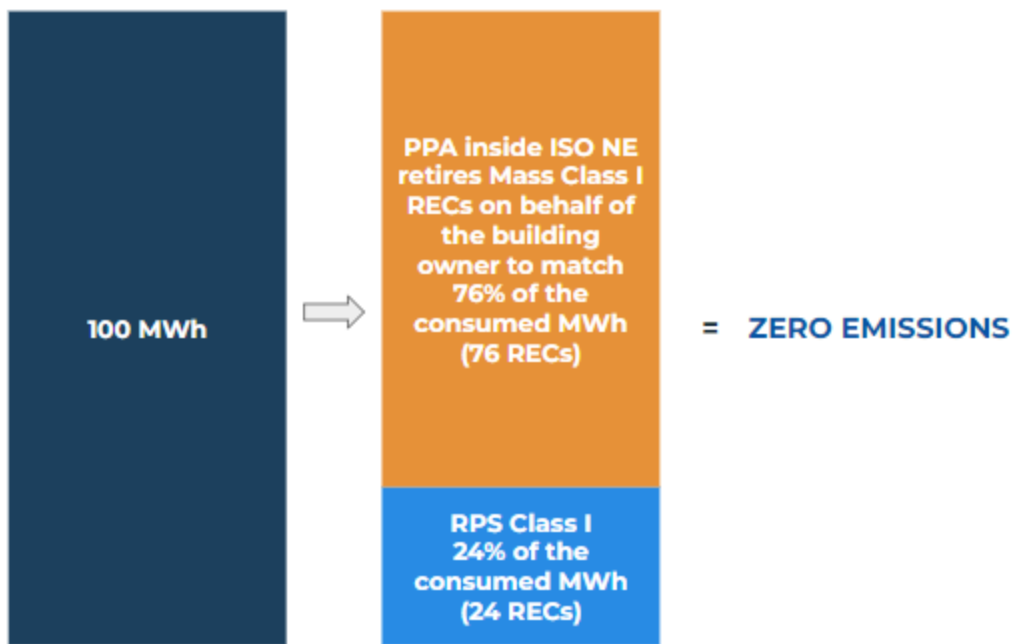 100 MWh
PPA inside ISO NE
retires Mass Class I
RECs on behalf of
the building
owner to match
76% of the
consumed MWh
(76 RECs)
RPS Class I
24% of the
consumed MWh
(24 RECs)
= ZERO EMISSIONS